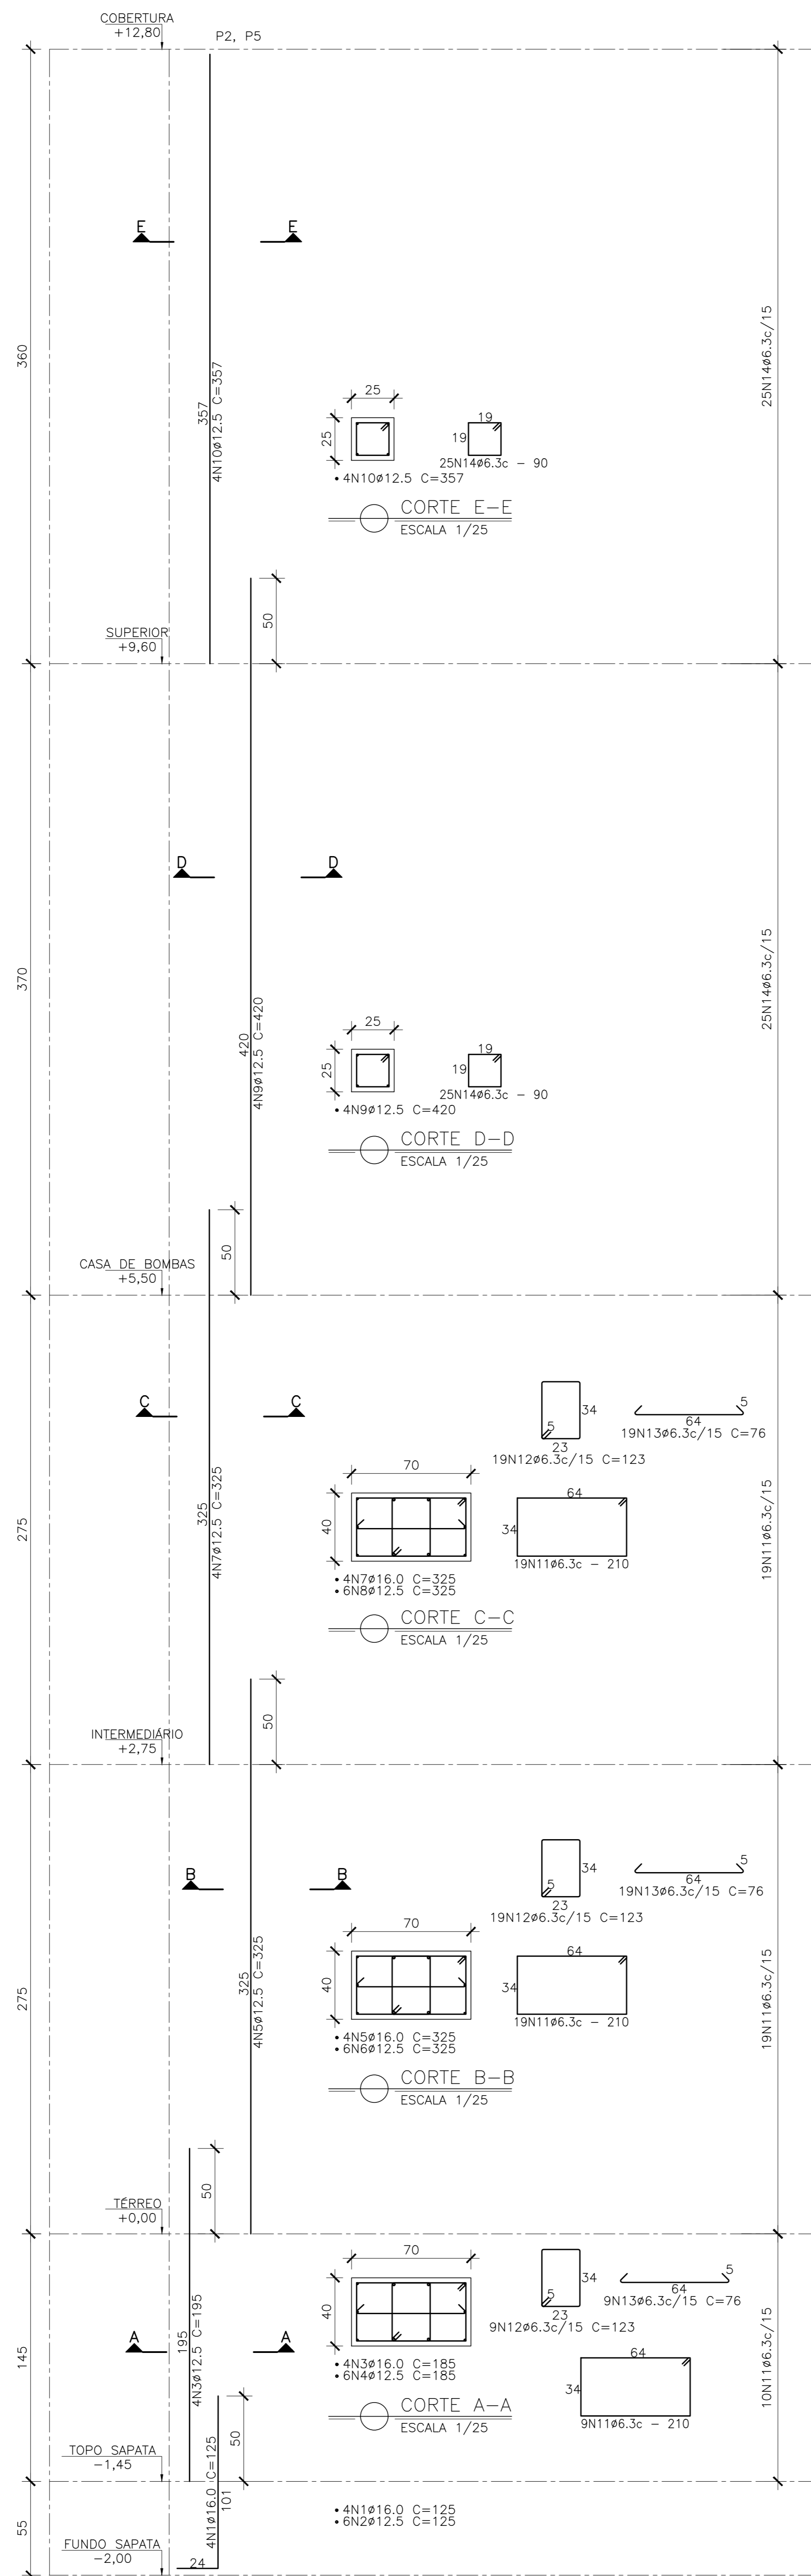 COBERTURA
+12,80
P2, P5
E
E
360
357
4N10ø12.5 C=357
25N14ø6.3c/15
25
25
19
19
25N14ø6.3c - 90
• 4N10ø12.5 C=357
CORTE E-E
ESCALA 1/25
50
SUPERIOR
+9,60
D
D
370
420
4N9ø12.5 C=420
25N14ø6.3c/15
25
25
19
19
25N14ø6.3c - 90
• 4N9ø12.5 C=420
CORTE D-D
ESCALA 1/25
50
CASA DE BOMBAS
+5,50
C
C
275
325
4N7ø12.5 C=325
19N11ø6.3c/15
5
34
23
19N12ø6.3c/15 C=123
5
64
19N13ø6.3c/15 C=76
70
40
64
34
19N11ø6.3c - 210
• 4N7ø16.0 C=325
• 6N8ø12.5 C=325
CORTE C-C
ESCALA 1/25
50
INTERMEDIÁRIO
+2,75
B
B
275
325
4N5ø12.5 C=325
19N11ø6.3c/15
5
34
23
19N12ø6.3c/15 C=123
5
64
19N13ø6.3c/15 C=76
70
40
64
34
19N11ø6.3c - 210
• 4N5ø16.0 C=325
• 6N6ø12.5 C=325
CORTE B-B
ESCALA 1/25
50
TÉRREO
+0,00
A
A
145
195
4N3ø12.5 C=195
10N11ø6.3c/15
5
34
23
9N12ø6.3c/15 C=123
5
64
9N13ø6.3c/15 C=76
70
40
64
34
9N11ø6.3c - 210
• 4N3ø16.0 C=185
• 6N4ø12.5 C=185
CORTE A-A
ESCALA 1/25
50
TOPO SAPATA
-1,45
55
4N1ø16.0 C=125
101
24
• 4N1ø16.0 C=125
• 6N2ø12.5 C=125
FUNDO SAPATA
-2,00